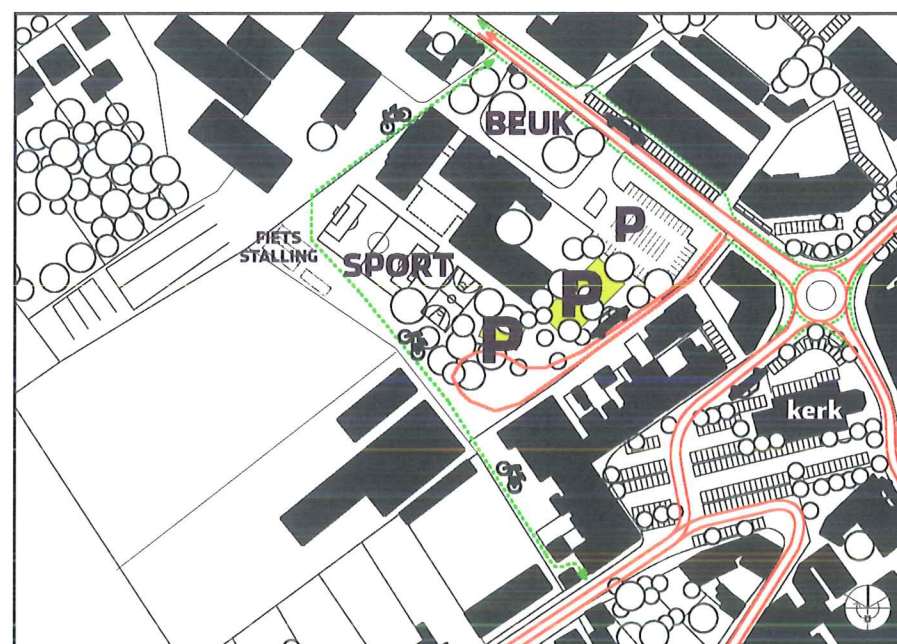 BEUK
P
FIETS
STALLING
SPORT
P
P
kerk